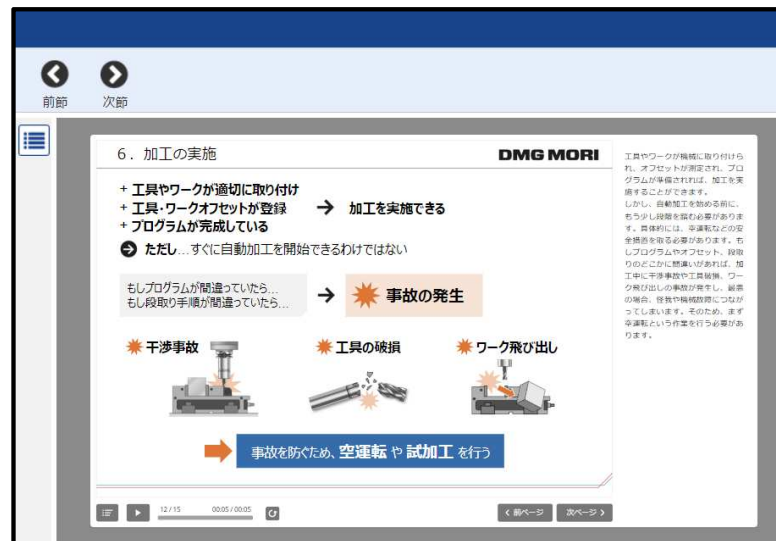 前節
次節
6．加工の実施
DMG MORI
+ 工具やワークが適切に取り付け
+ 工具・ワークオフセットが登録
+ プログラムが完成している
→ 加工を実施できる
ただし…すぐに自動加工を開始できるわけではない
もしプログラムが間違っていたら…
もし段取り手順が間違っていたら…
→ 事故の発生
干渉事故
工具の破損
ワーク飛び出し
事故を防ぐため、空運転 や 試加工 を行う
12 / 15
00:05 / 00:05
前ページ
次ページ
工具やワークが機械に取り付けら
れ、オフセットが測定され、プロ
グラムが準備されれば、加工を実
施することができます。
しかし、自動加工を始める前に、
もう少し段階を踏む必要がありま
す。具体的には、空運転などの安
全措置を取る必要があります。も
しプログラムやオフセット、段取
りのどこかに間違いがあれば、加
工中に干渉事故や工具破損、ワー
ク飛び出しの事故が発生し、最悪
の場合、怪我や機械故障につなが
ってしまいます。そのため、まず
空運転という作業を行う必要があ
ります。